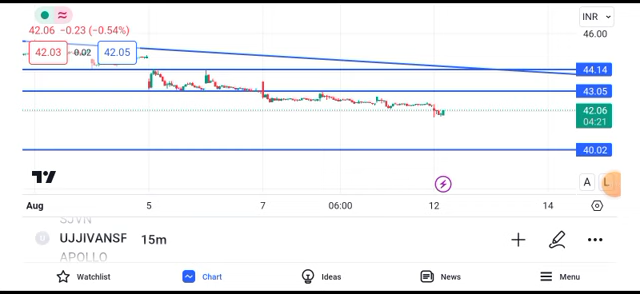 INR
42.06 −0.23 (−0.54%)
46.00
42.03 0.02 42.05
44.14
43.05
42.06
04:21
40.02
A L
Aug 5 7 06:00 12 14
SJVN
U UJJIVANSF 15m
APOLLO
Watchlist Chart Ideas News Menu